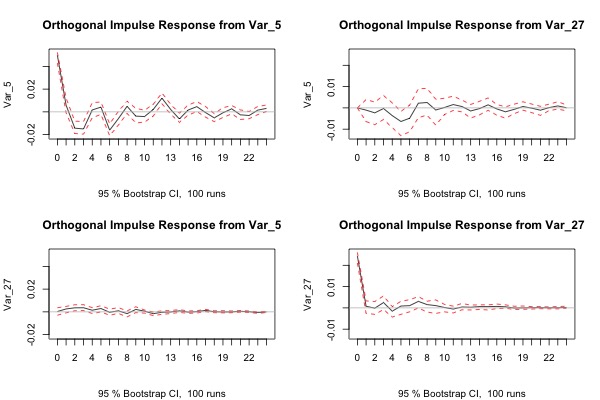 Orthogonal Impulse Response from Var_5
Var_5
0.02
-0.02
0 2 4 6 8 10 13 16 19 22
95 % Bootstrap CI, 100 runs
Orthogonal Impulse Response from Var_27
Var_5
0.01
-0.01
0 2 4 6 8 10 13 16 19 22
95 % Bootstrap CI, 100 runs
Orthogonal Impulse Response from Var_5
Var_27
0.02
-0.02
0 2 4 6 8 10 13 16 19 22
95 % Bootstrap CI, 100 runs
Orthogonal Impulse Response from Var_27
Var_27
0.01
-0.01
0 2 4 6 8 10 13 16 19 22
95 % Bootstrap CI, 100 runs